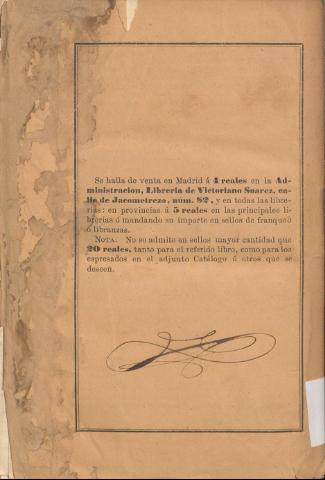 Se halla de venta en Madrid á 4 reales en la Ad-
ministracion, Libreria de Victoriano Suarez, ca-
lle de Jacometrezo, núm. 82, y en todas las libre-
rías: en provincias á 5 reales en las principales li-
brerías ó mandando su importe en sellos de franqueo
ó libranzas.
NOTA. No se admite en sellos mayor cantidad que
20 reales, tanto para el referido libro, como para los
espresados en el adjunto Catálogo ú otros que se
deseen.